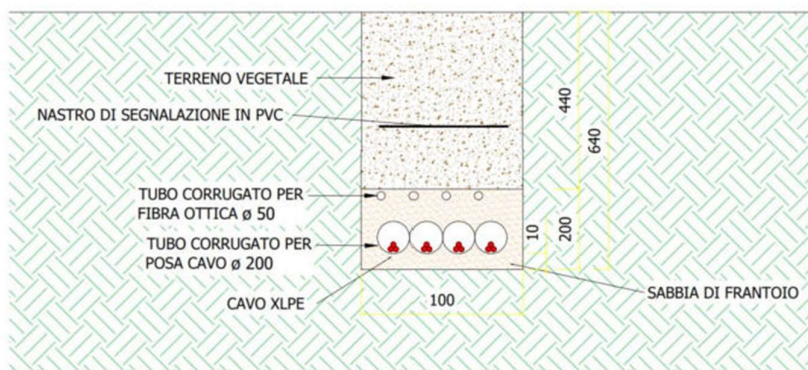 TERRENO VEGETALE
NASTRO DI SEGNALAZIONE IN PVC
TUBO CORRUGATO PER
FIBRA OTTICA ø 50
TUBO CORRUGATO PER
POSA CAVO ø 200
CAVO XLPE
SABBIA DI FRANTOIO
440
640
200
10
100